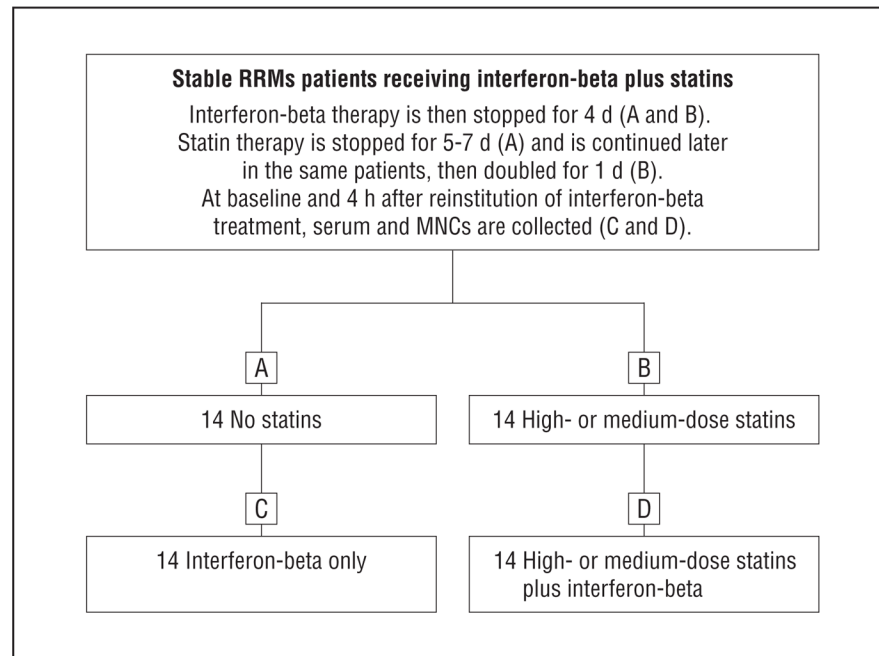 Stable RRMs patients receiving interferon-beta plus statins
Interferon-beta therapy is then stopped for 4 d (A and B).
Statin therapy is stopped for 5-7 d (A) and is continued later
in the same patients, then doubled for 1 d (B).
At baseline and 4 h after reinstitution of interferon-beta
treatment, serum and MNCs are collected (C and D).
A
B
14 No statins
14 High- or medium-dose statins
C
D
14 Interferon-beta only
14 High- or medium-dose statins
plus interferon-beta